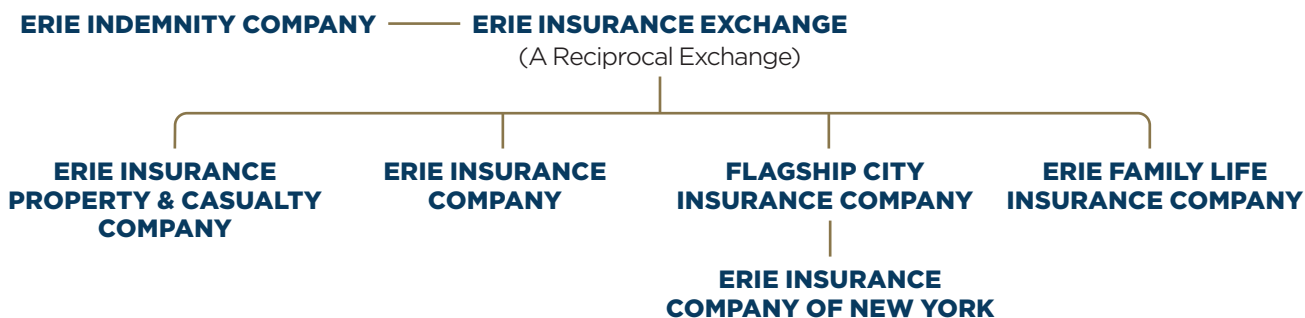 ERIE INDEMNITY COMPANY
ERIE INSURANCE EXCHANGE
(A Reciprocal Exchange)
ERIE INSURANCE
PROPERTY & CASUALTY
COMPANY
ERIE INSURANCE
COMPANY
FLAGSHIP CITY
INSURANCE COMPANY
ERIE FAMILY LIFE
INSURANCE COMPANY
ERIE INSURANCE
COMPANY OF NEW YORK